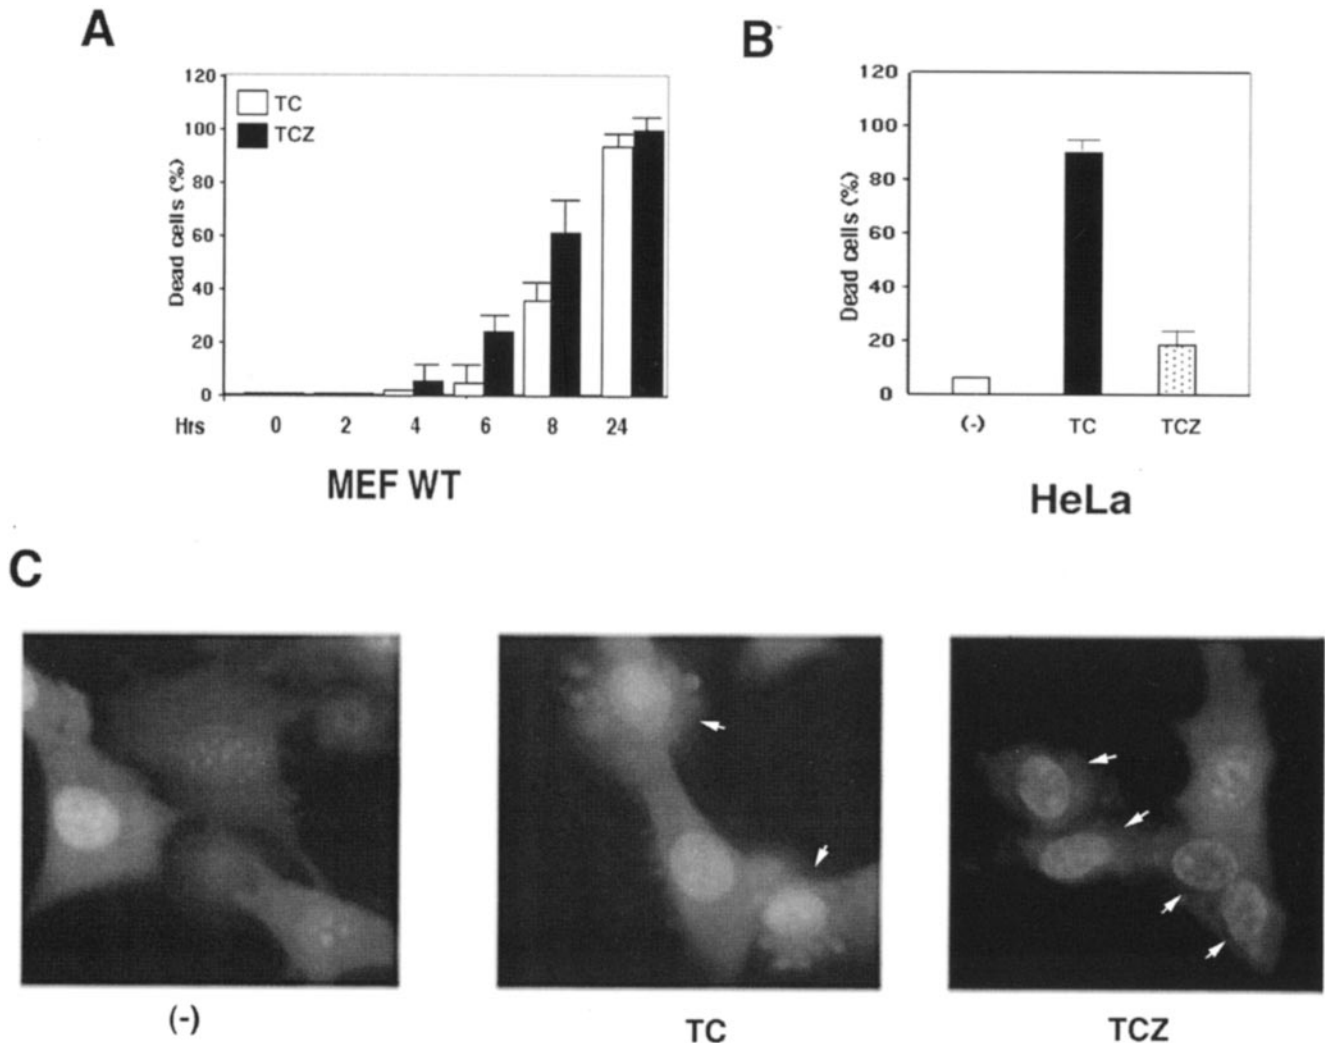 A
Dead cells (%)
120
100
80
60
40
20
0
TC
TCZ
Hrs 0 2 4 6 8 24
MEF WT
B
Dead cells (%)
120
100
80
60
40
20
0
(-) TC TCZ
HeLa
C
(-) TC TCZ